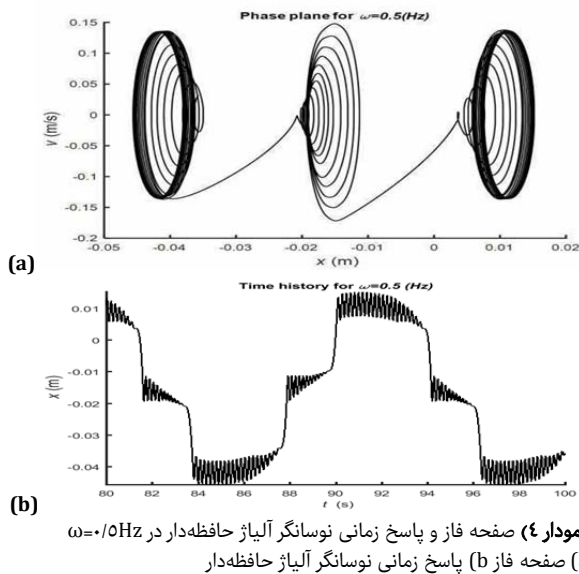 Phase plane for ω=0.5(Hz)
0.15
0.1
0.05
0
-0.05
-0.1
-0.15
-0.2
y (m/s)
-0.05 -0.04 -0.03 -0.02 -0.01 0 0.01 0.02
x (m)
(a)
Time history for ω=0.5 (Hz)
0.01
0
-0.01
-0.02
-0.03
-0.04
x (m)
80 82 84 86 88 90 92 94 96 98 100
t (s)
(b)
مودار ٤) صفحه فاز و پاسخ زمانی نوسانگر آلیاژ حافظه‌دار در ω=۰/٥Hz
) صفحه فاز b) پاسخ زمانی نوسانگر آلیاژ حافظه‌دار